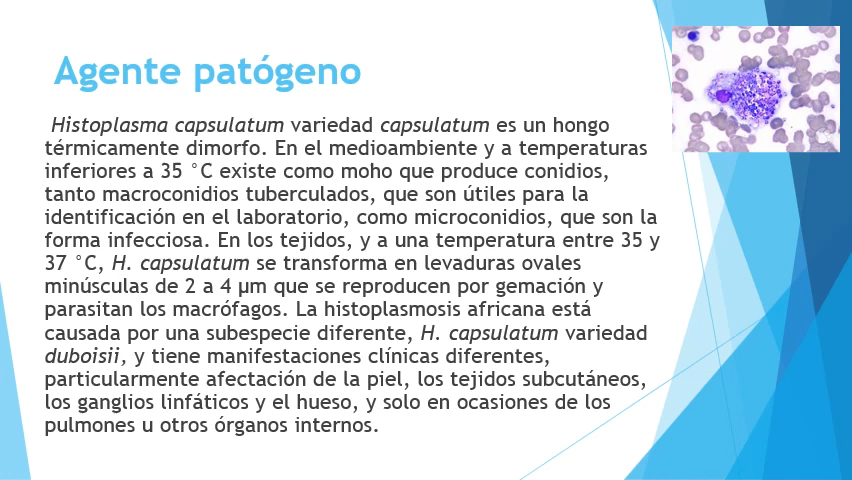 Agente patógeno
Histoplasma capsulatum variedad capsulatum es un hongo
térmicamente dimorfo. En el medioambiente y a temperaturas
inferiores a 35 °C existe como moho que produce conidios,
tanto macroconidios tuberculados, que son útiles para la
identificación en el laboratorio, como microconidios, que son la
forma infecciosa. En los tejidos, y a una temperatura entre 35 y
37 °C, H. capsulatum se transforma en levaduras ovales
minúsculas de 2 a 4 µm que se reproducen por gemación y
parasitan los macrófagos. La histoplasmosis africana está
causada por una subespecie diferente, H. capsulatum variedad
duboisii, y tiene manifestaciones clínicas diferentes,
particularmente afectación de la piel, los tejidos subcutáneos,
los ganglios linfáticos y el hueso, y solo en ocasiones de los
pulmones u otros órganos internos.